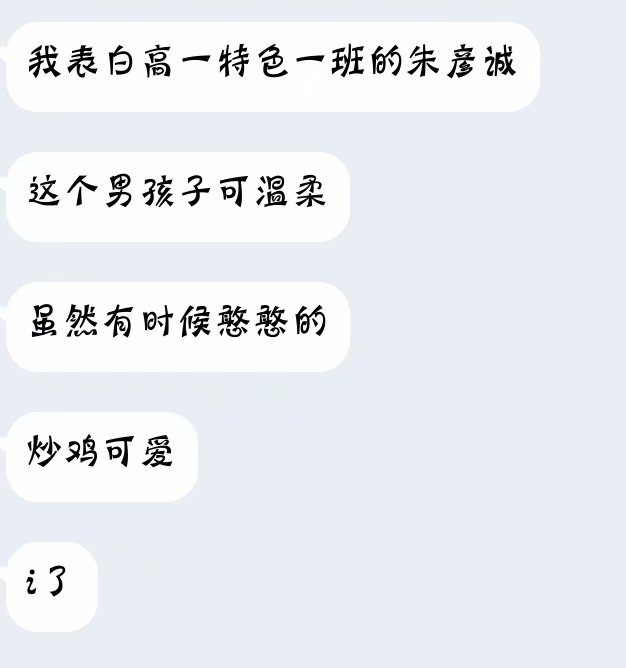 我表白高一特色一班的朱彦诚
这个男孩子可温柔
虽然有时候憨憨的
炒鸡可爱
i了